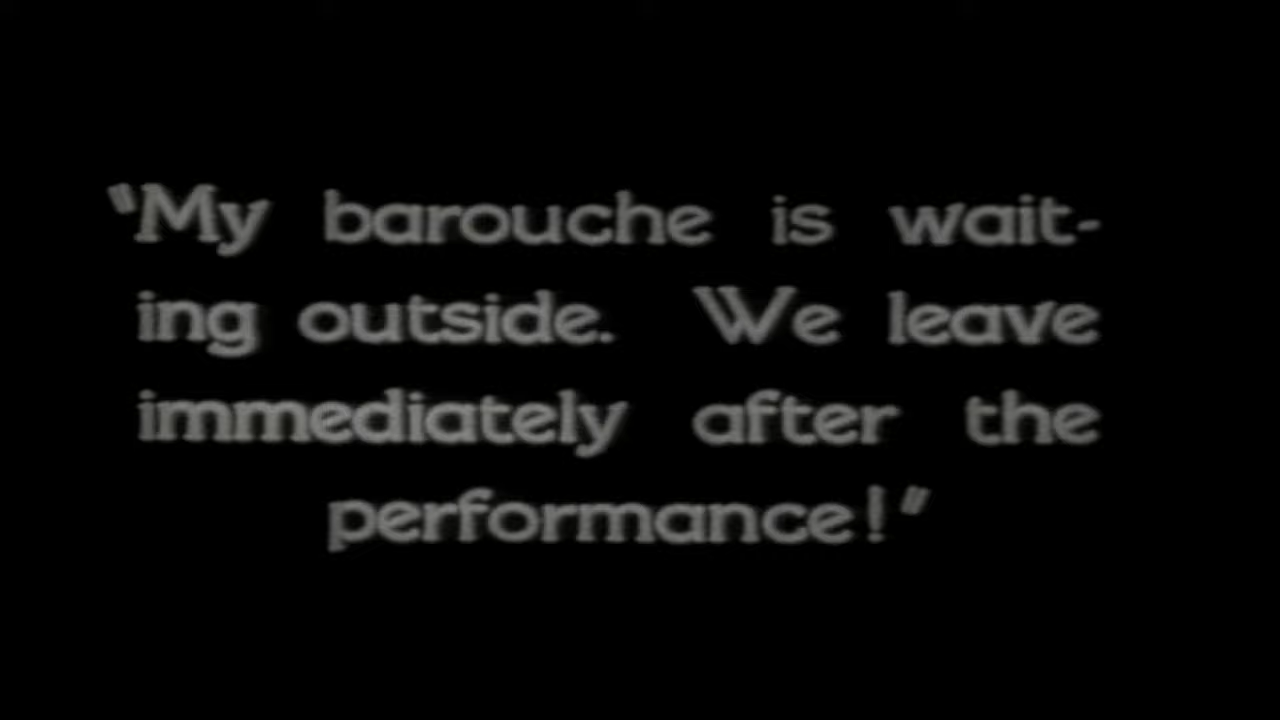 "My barouche is wait-
ing outside. We leave
immediately after the
performance!"